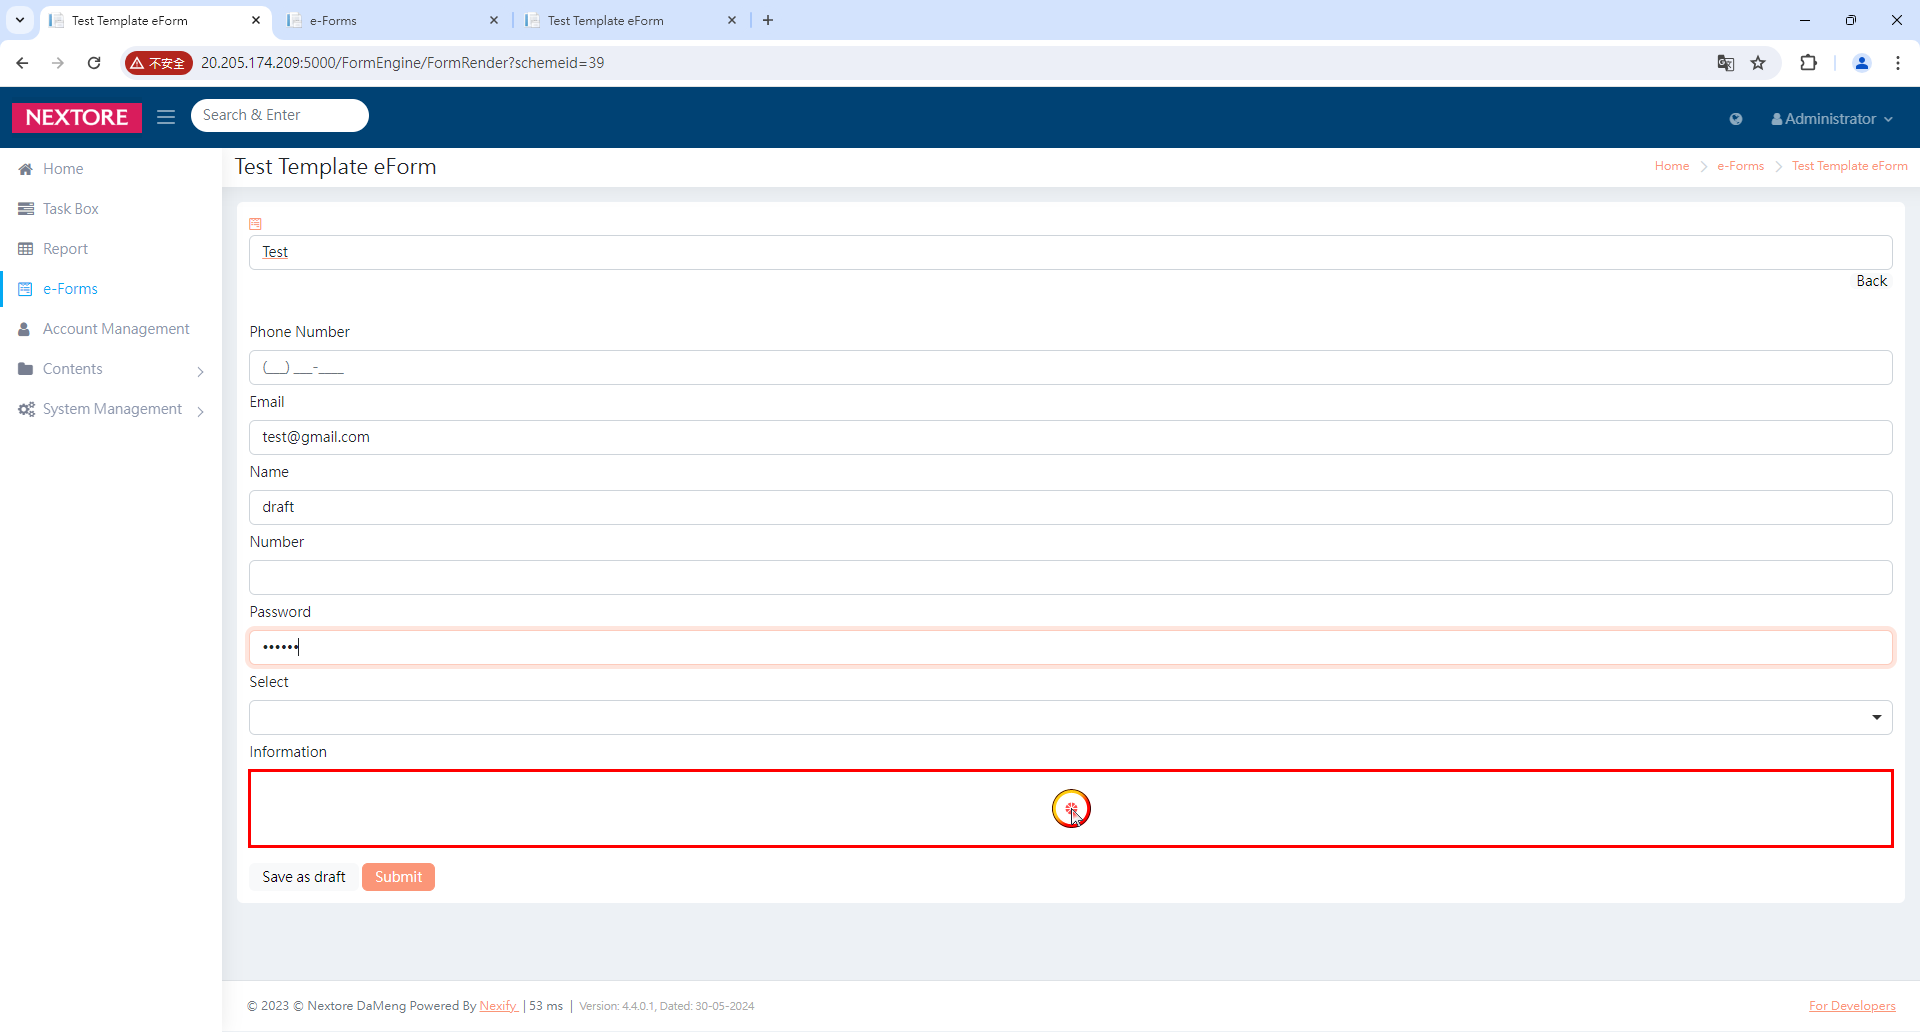 Test Template eForm
e-Forms
Test Template eForm
不安全
20.205.174.209:5000/FormEngine/FormRender?schemeid=39
NEXTORE
Search & Enter
Administrator
Home
Task Box
Report
e-Forms
Account Management
Contents
System Management
Test Template eForm
Home
e-Forms
Test Template eForm
Test
Back
Phone Number
(___) ___-____
Email
test@gmail.com
Name
draft
Number
Password
••••••
Select
Information
Save as draft
Submit
© 2023 © Nextore DaMeng Powered By Nexify | 53 ms | Version: 4.4.0.1, Dated: 30-05-2024
For Developers